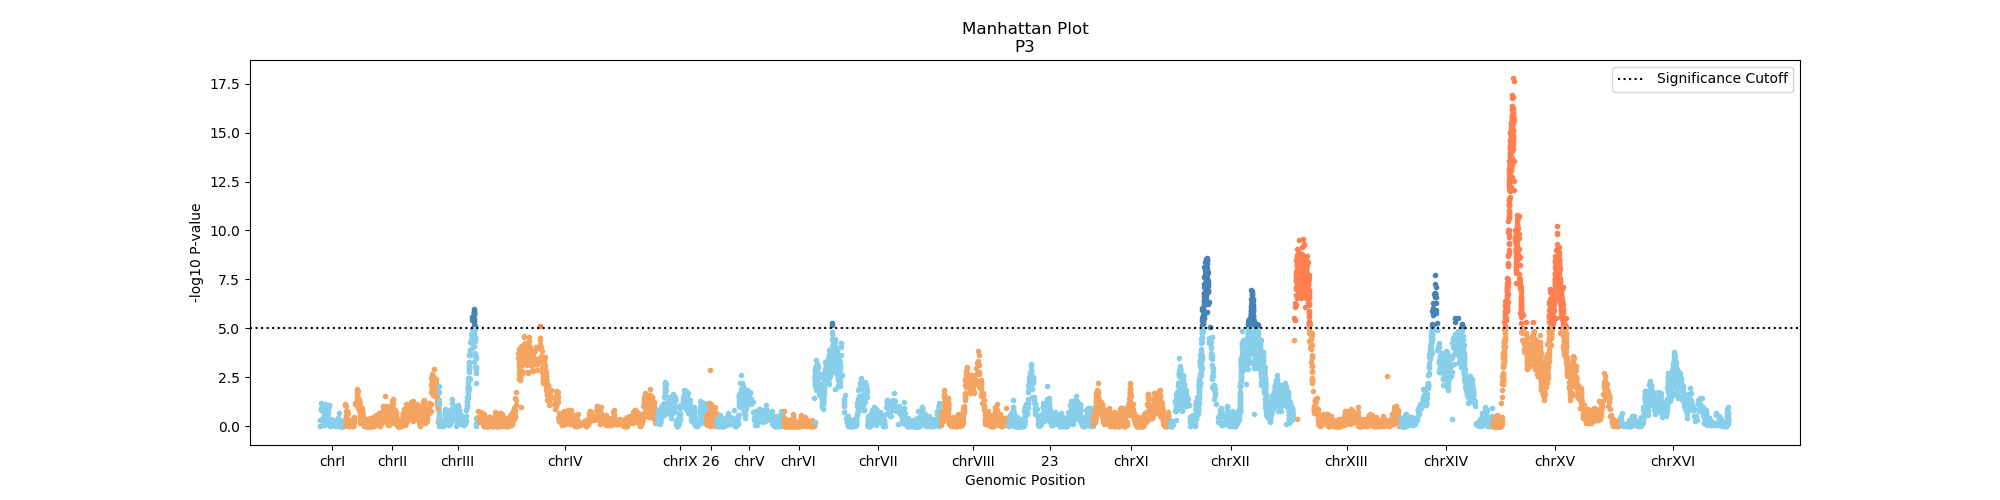 Manhattan Plot
P3
Significance Cutoff
17.5
15.0
12.5
10.0
7.5
5.0
2.5
0.0
-log10 P-value
chrI chrII chrIII chrIV chrIX 26 chrV chrVI chrVII chrVIII 23 chrXI chrXII chrXIII chrXIV chrXV chrXVI
Genomic Position